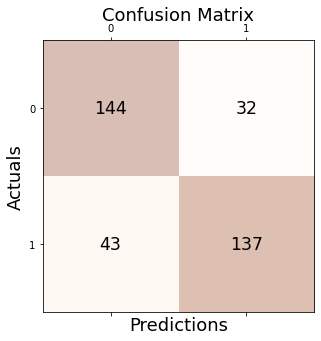 Confusion Matrix
0 1
0 144 32
Actuals
1 43 137
Predictions